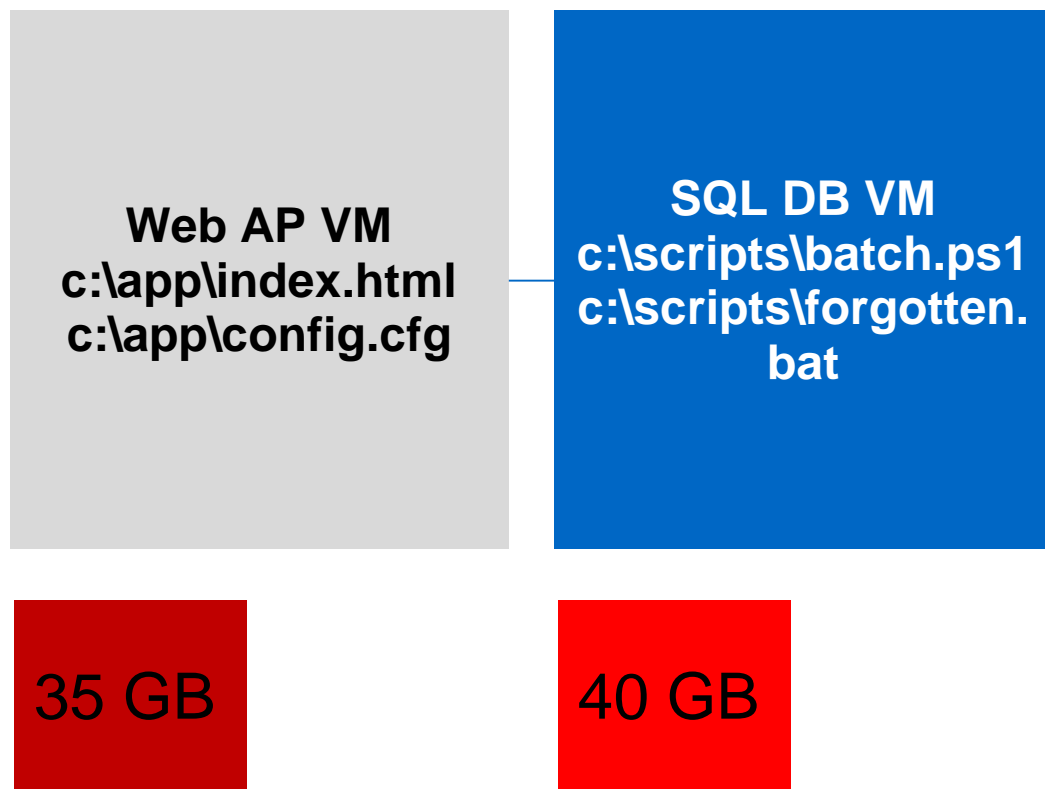 Web AP VM
c:\app\index.html
c:\app\config.cfg
SQL DB VM
c:\scripts\batch.ps1
c:\scripts\forgotten.
bat
35 GB
40 GB